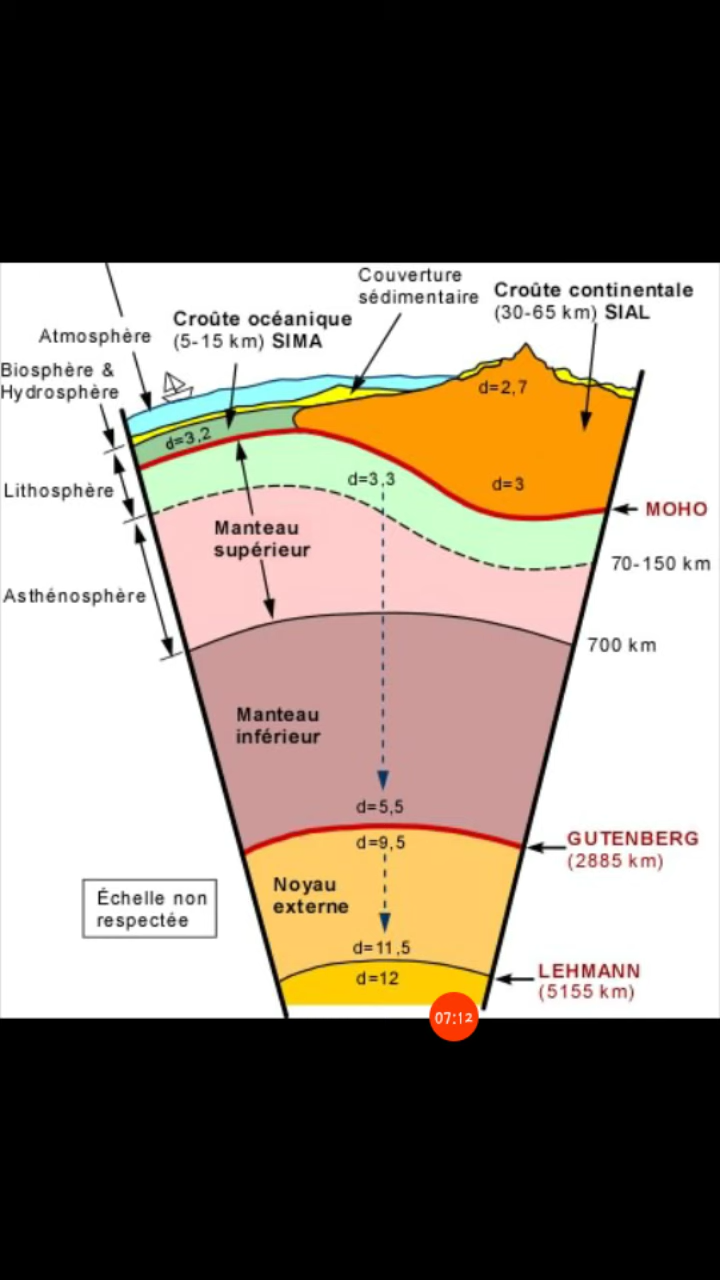 Couverture
sédimentaire
Croûte continentale
(30-65 km) SIAL
Croûte océanique
(5-15 km) SIMA
Atmosphère
Biosphère &
Hydrosphère
d=2,7
d=3,2
d=3,3
d=3
Lithosphère
MOHO
Manteau
supérieur
70-150 km
Asthénosphère
700 km
Manteau
inférieur
d=5,5
GUTENBERG
(2885 km)
d=9,5
Noyau
externe
Échelle non
respectée
d=11,5
LEHMANN
(5155 km)
d=12
07:12